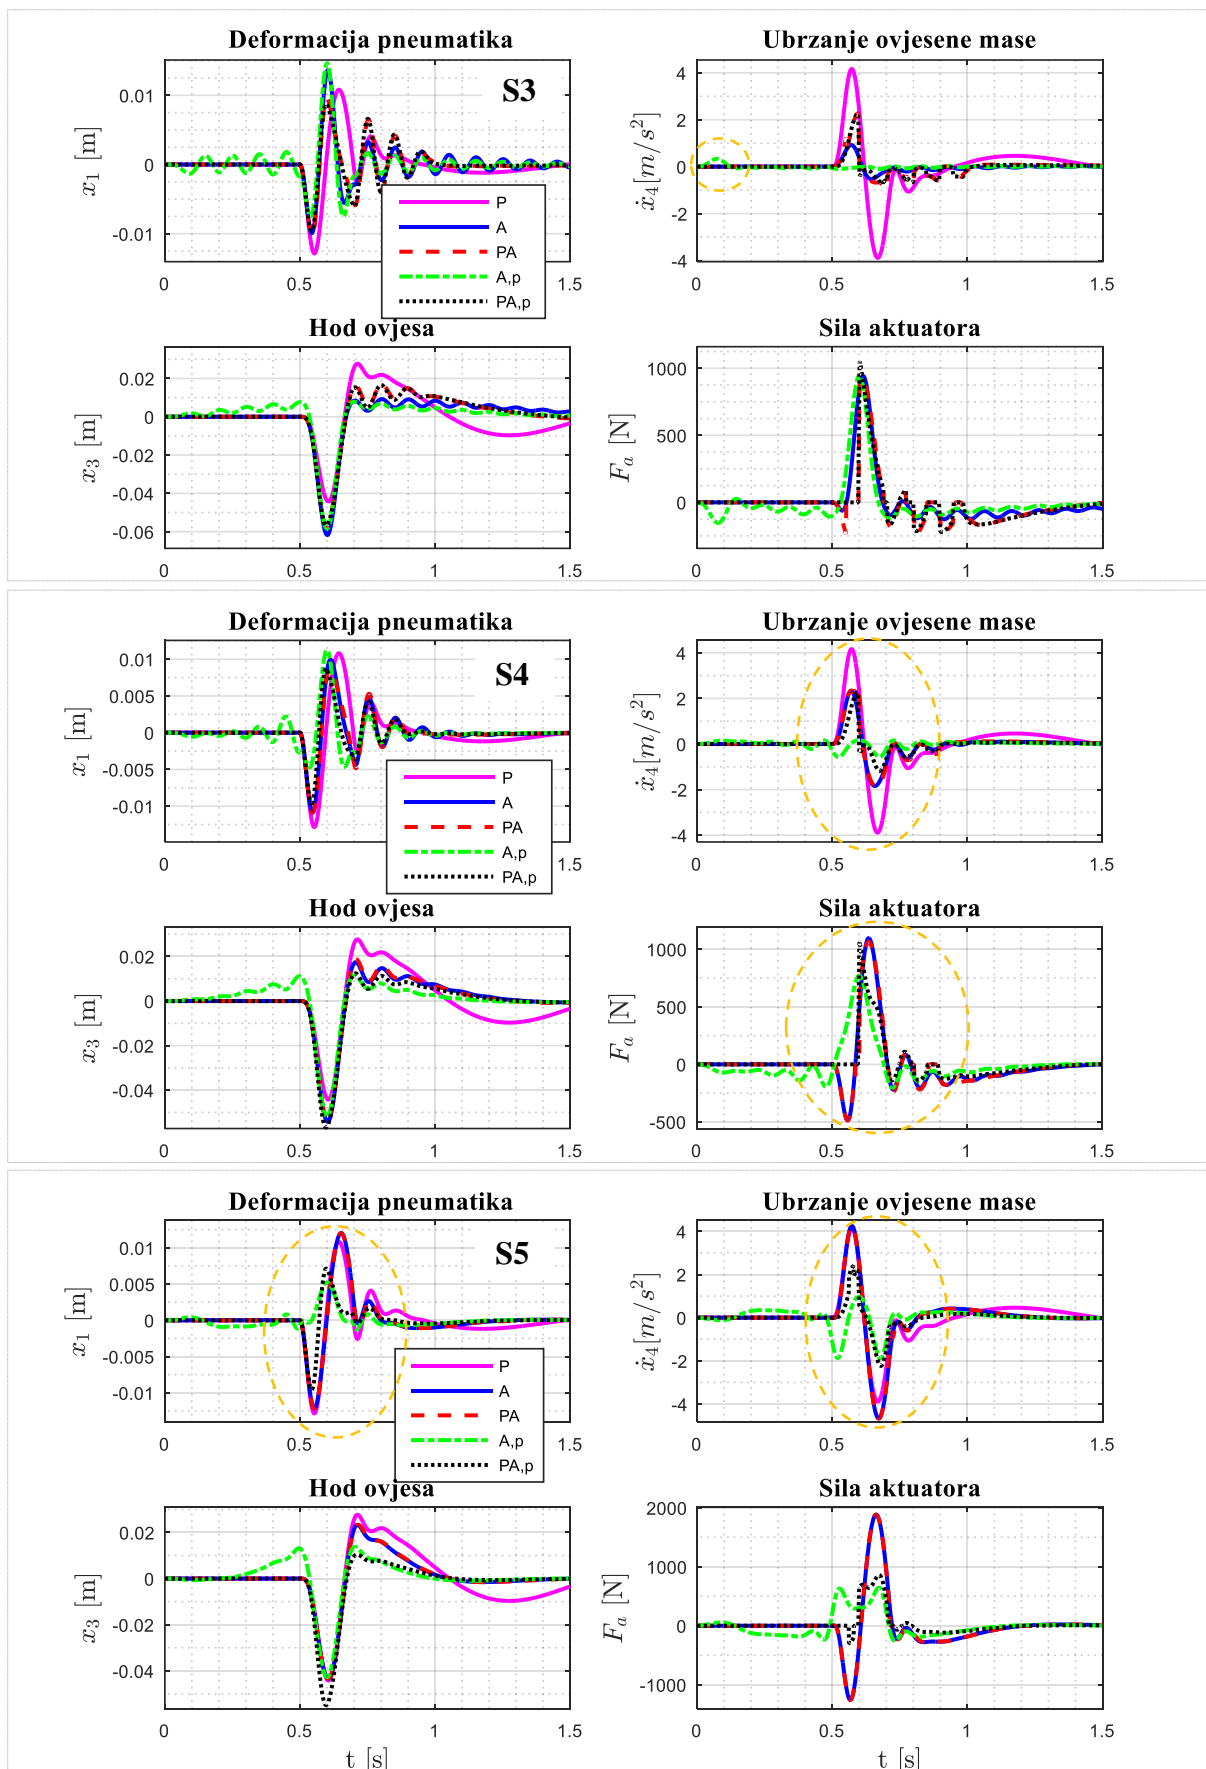 Deformacija pneumatika
Ubrzanje ovjesene mase
S3
0.01
0
-0.01
x₁ [m]
0 0.5 1 1.5
P
A
PA
A,p
PA,p
4
2
0
-2
-4
ẋ₄[m/s²]
0 0.5 1 1.5
Hod ovjesa
Sila aktuatora
0.02
0
-0.02
-0.04
-0.06
x₃ [m]
0 0.5 1 1.5
1000
500
0
Fₐ [N]
0 0.5 1 1.5
Deformacija pneumatika
Ubrzanje ovjesene mase
S4
0.01
0.005
0
-0.005
-0.01
x₁ [m]
0 0.5 1 1.5
P
A
PA
A,p
PA,p
4
2
0
-2
-4
ẋ₄[m/s²]
0 0.5 1 1.5
Hod ovjesa
Sila aktuatora
0.02
0
-0.02
-0.04
x₃ [m]
0 0.5 1 1.5
1000
500
0
-500
Fₐ [N]
0 0.5 1 1.5
Deformacija pneumatika
Ubrzanje ovjesene mase
S5
0.01
0.005
0
-0.005
-0.01
x₁ [m]
0 0.5 1 1.5
P
A
PA
A,p
PA,p
4
2
0
-2
-4
ẋ₄[m/s²]
0 0.5 1 1.5
Hod ovjesa
Sila aktuatora
0.02
0
-0.02
-0.04
x₃ [m]
0 0.5 1 1.5
t [s]
2000
1000
0
-1000
Fₐ [N]
0 0.5 1 1.5
t [s]